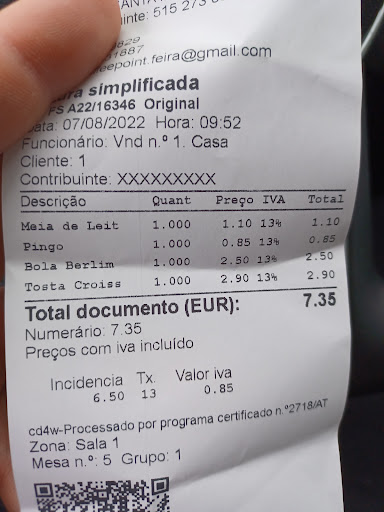 515 273
@gmail.com
simplificada
A22/16346 Original
07/08/2022 Hora: 09:52
Funcionário: Vnd n.º 1. Casa
Cliente: 1
Contribuinte: XXXXXXXXX
Descrição Quant Preço IVA Total
Meia de Leit 1.000 1.10 13% 1.10
Pingo 1.000 0.85 13% 0.85
Bola Berlim 1.000 2.50 13% 2.50
Tosta Croiss 1.000 2.90 13% 2.90
Total documento (EUR): 7.35
Numerário: 7.35
Preços com iva incluído
Incidencia Tx. Valor iva
6.50 13 0.85
cd4w-Processado por programa certificado n.º2718/AT
Zona: Sala 1
Mesa n.º: 5 Grupo: 1